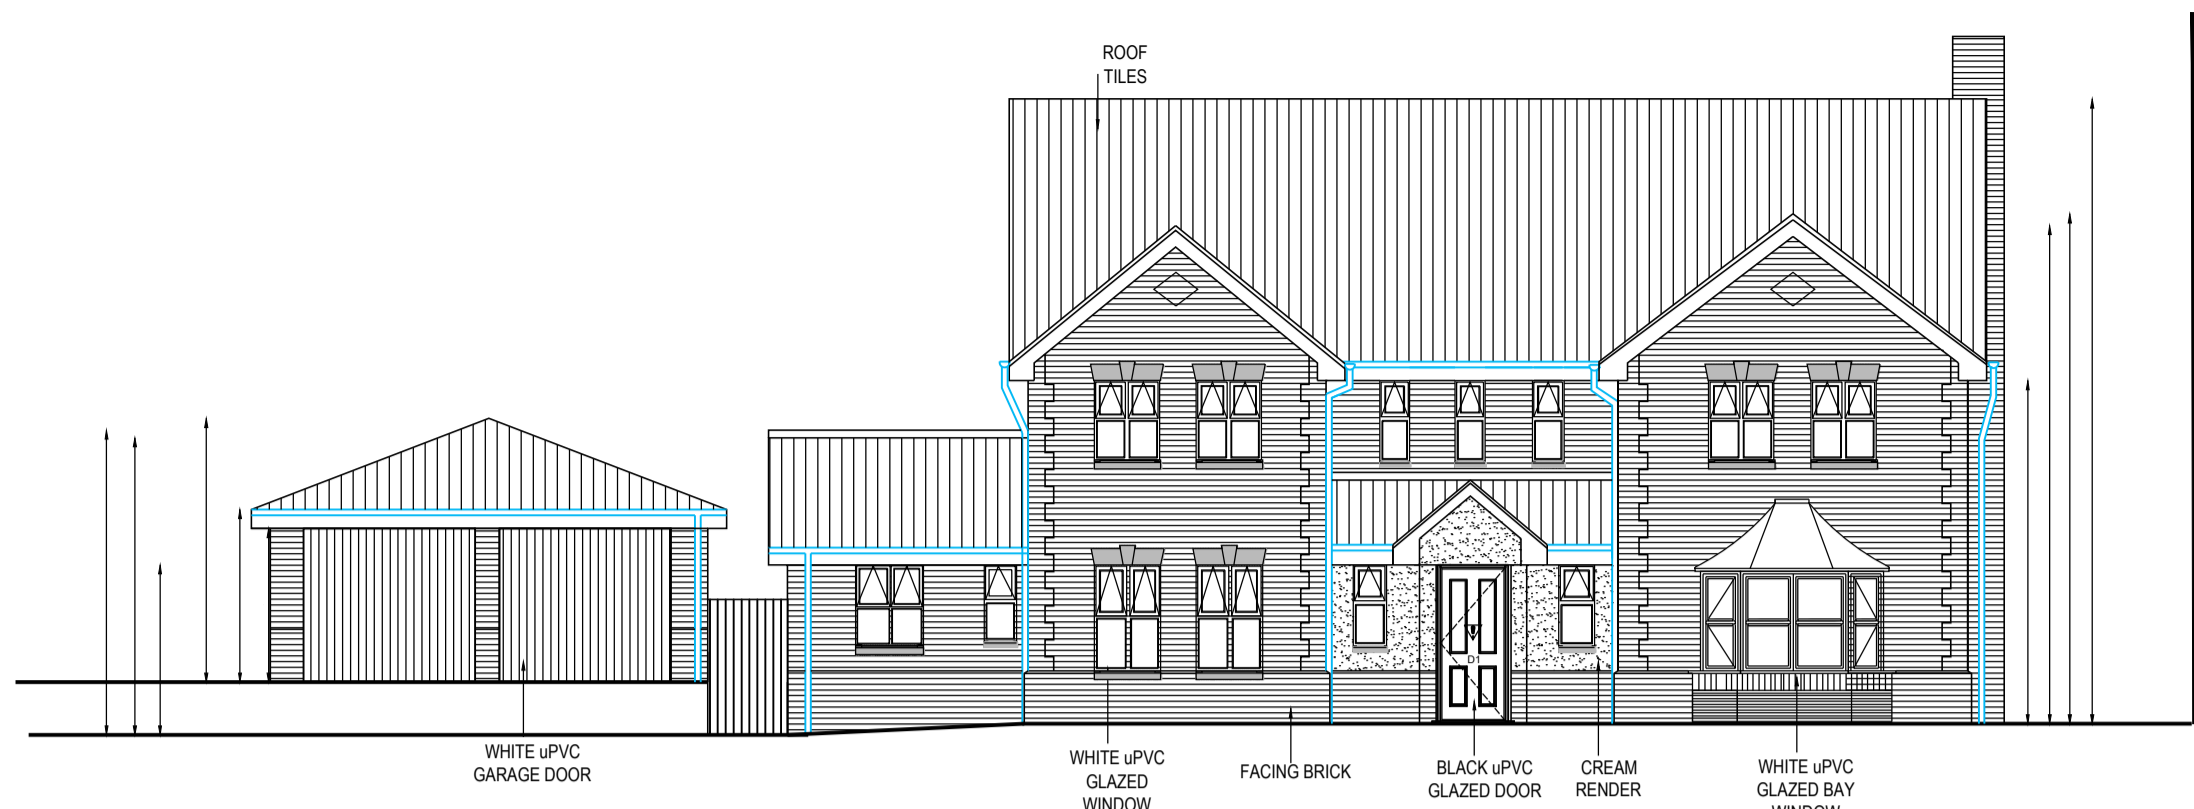 ROOF
TILES
D1
WHITE uPVC
GARAGE DOOR
WHITE uPVC
GLAZED
WINDOW
FACING BRICK
BLACK uPVC
GLAZED DOOR
CREAM
RENDER
WHITE uPVC
GLAZED BAY
WINDOW